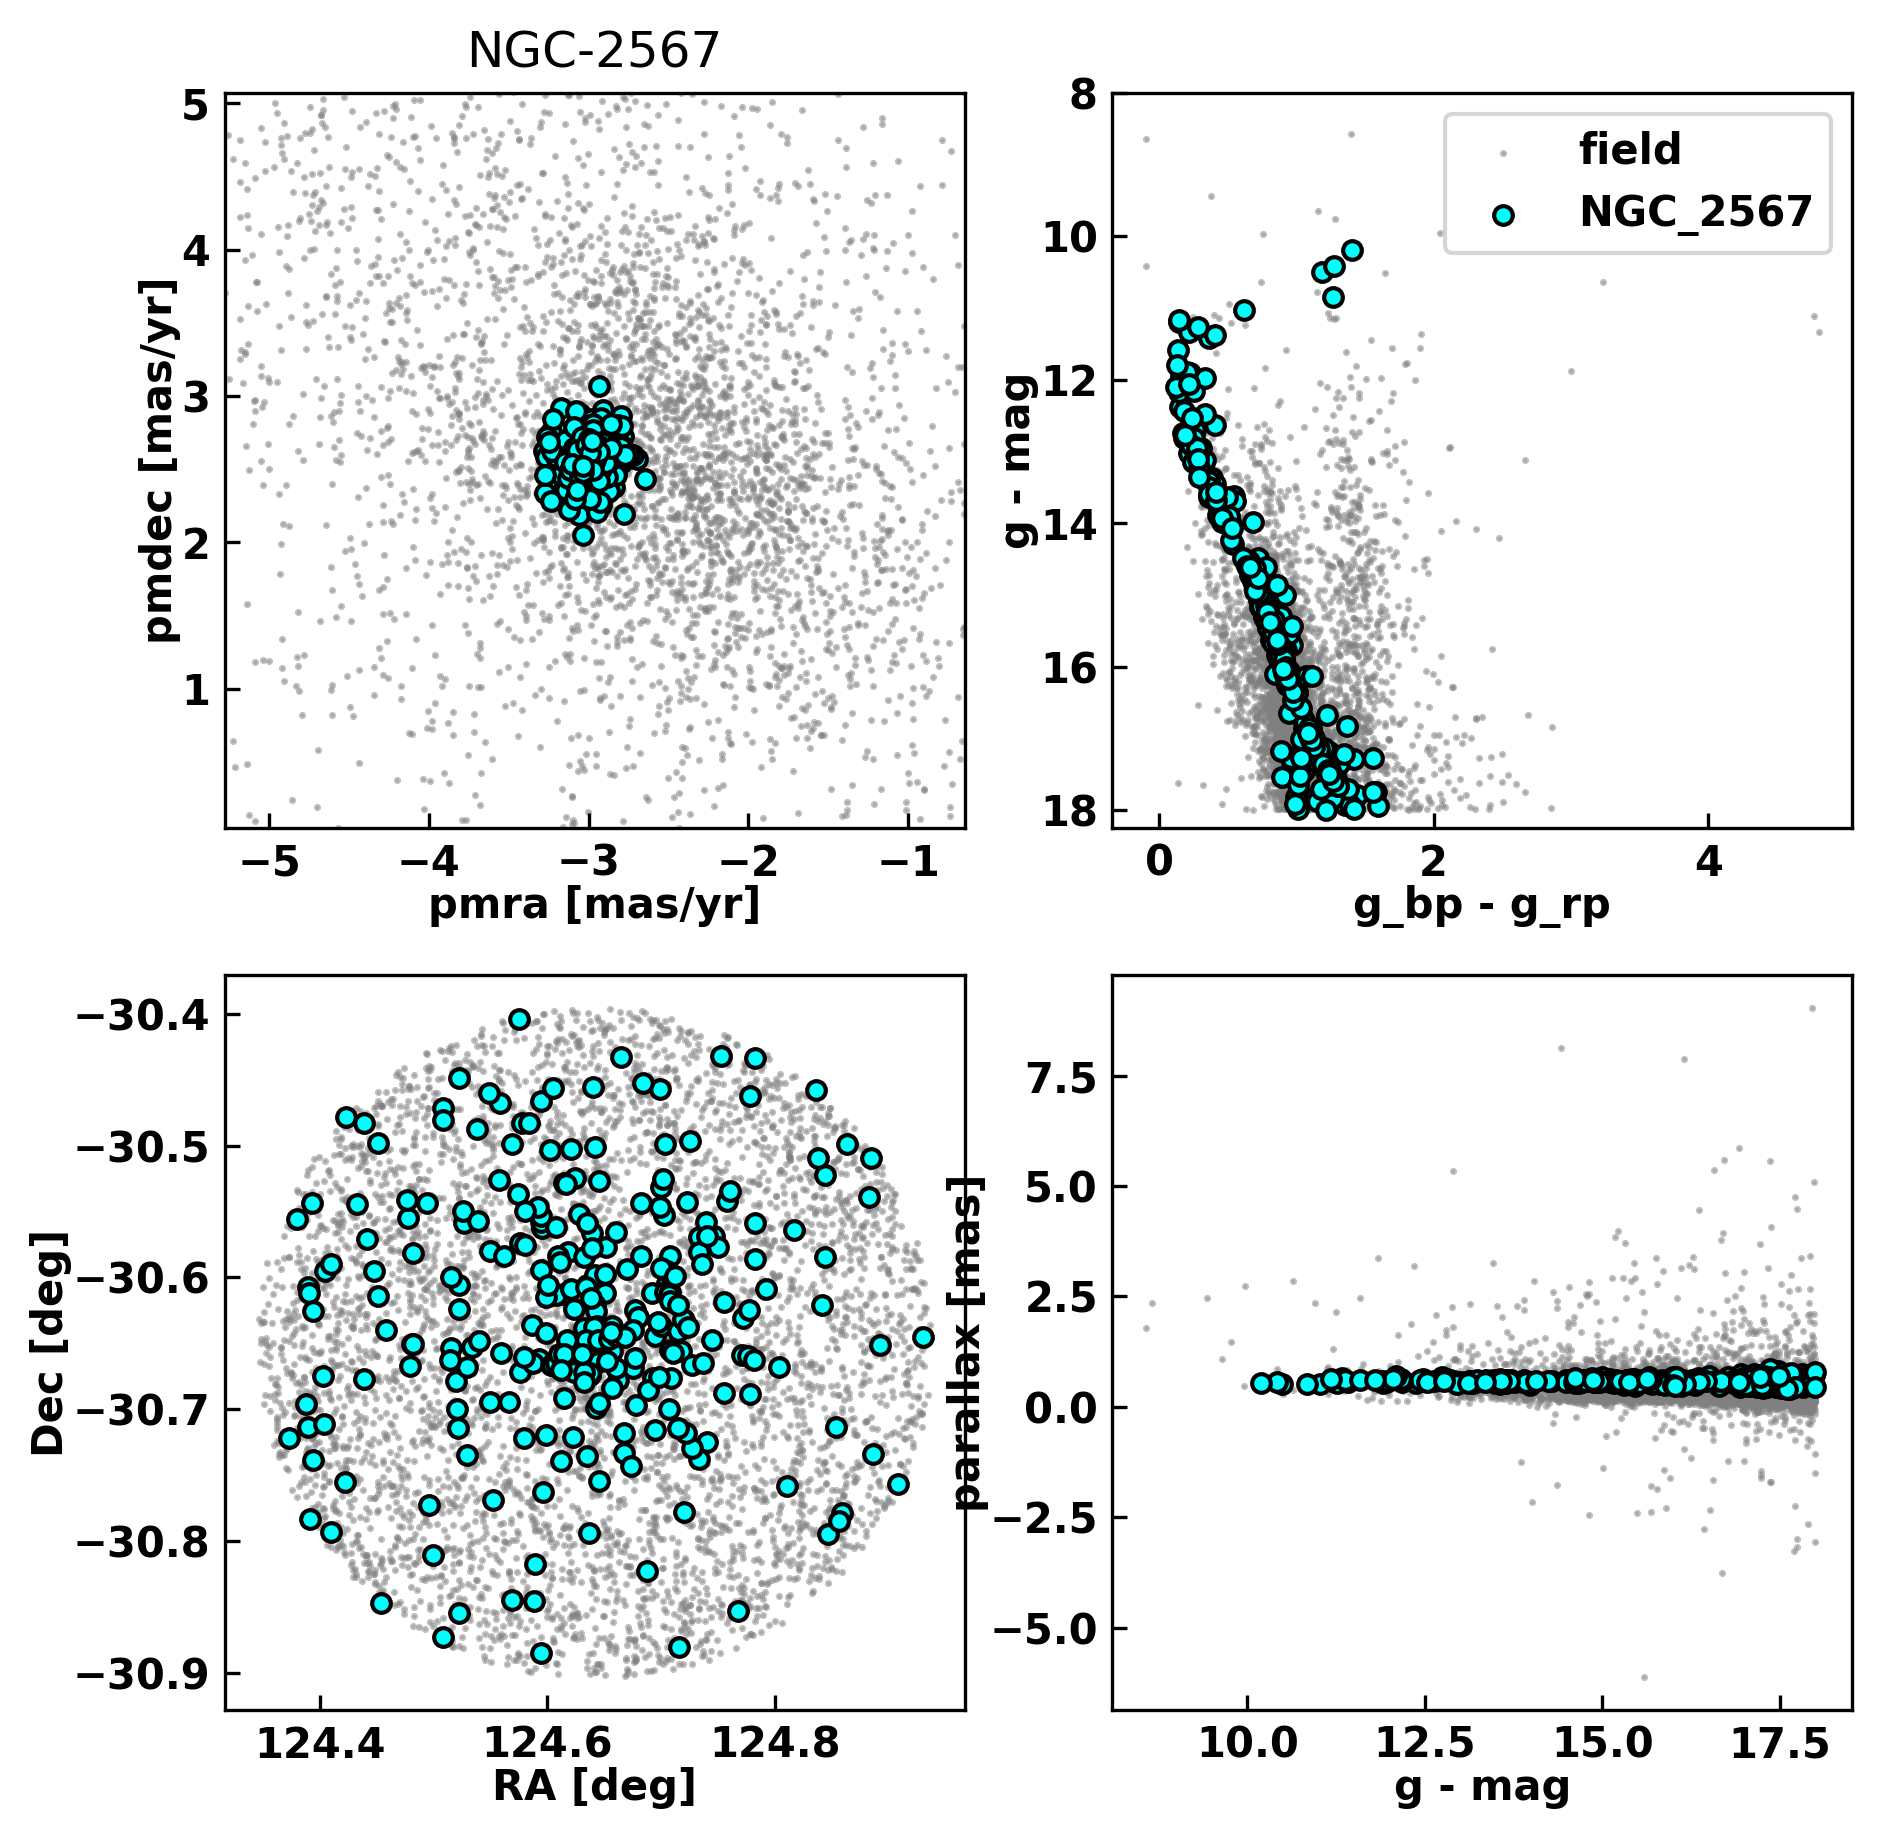 NGC-2567
5
4
3
2
1
pmdec [mas/yr]
−5 −4 −3 −2 −1
pmra [mas/yr]
8
10
12
14
16
18
g - mag
field
NGC_2567
0 2 4
g_bp - g_rp
−30.4
−30.5
−30.6
−30.7
−30.8
−30.9
Dec [deg]
124.4 124.6 124.8
RA [deg]
7.5
5.0
2.5
0.0
−2.5
−5.0
parallax [mas]
10.0 12.5 15.0 17.5
g - mag